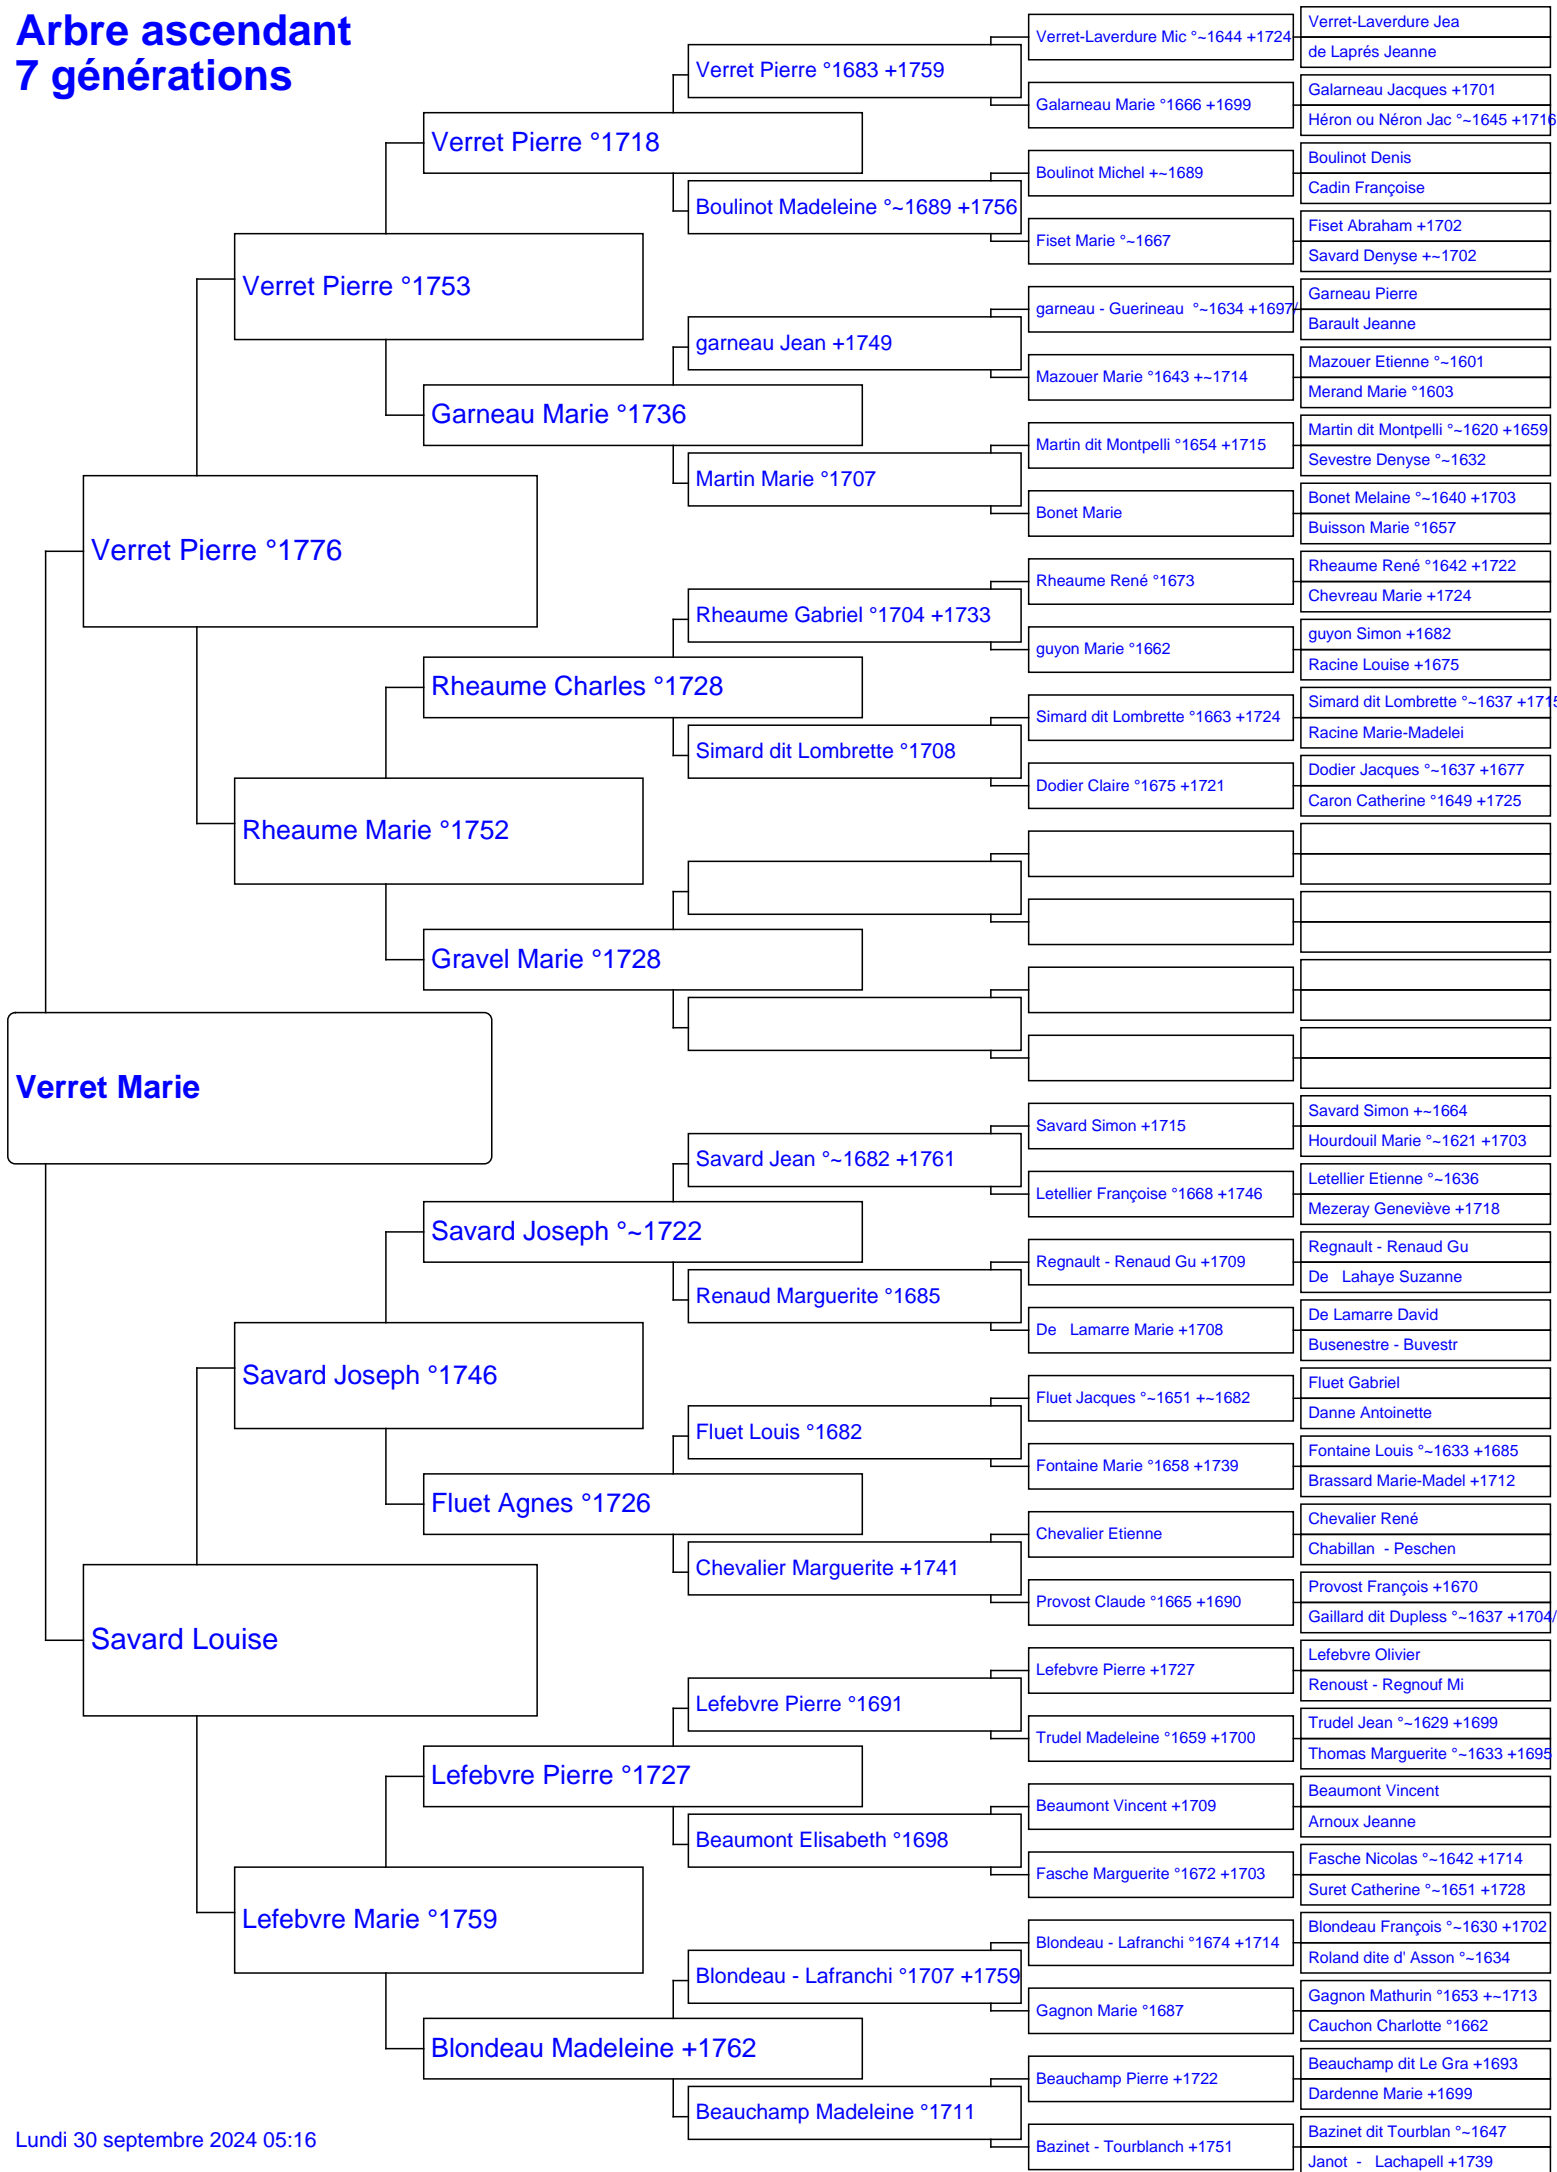 Arbre ascendant
7 générations
Verret Marie
Verret Pierre °1776
Savard Louise
Verret Pierre °1753
Rheaume Marie °1752
Savard Joseph °1746
Lefebvre Marie °1759
Verret Pierre °1718
Garneau Marie °1736
Rheaume Charles °1728
Gravel Marie °1728
Savard Joseph °~1722
Fluet Agnes °1726
Lefebvre Pierre °1727
Blondeau Madeleine +1762
Verret Pierre °1683 +1759
Boulinot Madeleine °~1689 +1756
garneau Jean +1749
Martin Marie °1707
Rheaume Gabriel °1704 +1733
Simard dit Lombrette °1708
Savard Jean °~1682 +1761
Renaud Marguerite °1685
Fluet Louis °1682
Chevalier Marguerite +1741
Lefebvre Pierre °1691
Beaumont Elisabeth °1698
Blondeau - Lafranchi °1707 +1759
Beauchamp Madeleine °1711
Verret-Laverdure Mic °~1644 +1724
Galarneau Marie °1666 +1699
Boulinot Michel +~1689
Fiset Marie °~1667
garneau - Guerineau °~1634 +1697/
Mazouer Marie °1643 +~1714
Martin dit Montpelli °1654 +1715
Bonet Marie
Rheaume René °1673
guyon Marie °1662
Simard dit Lombrette °1663 +1724
Dodier Claire °1675 +1721
Savard Simon +1715
Letellier Françoise °1668 +1746
Regnault - Renaud Gu +1709
De Lamarre Marie +1708
Fluet Jacques °~1651 +~1682
Fontaine Marie °1658 +1739
Chevalier Etienne
Provost Claude °1665 +1690
Lefebvre Pierre +1727
Trudel Madeleine °1659 +1700
Beaumont Vincent +1709
Fasche Marguerite °1672 +1703
Blondeau - Lafranchi °1674 +1714
Gagnon Marie °1687
Beauchamp Pierre +1722
Bazinet - Tourblanch +1751
Verret-Laverdure Jea
de Laprés Jeanne
Galarneau Jacques +1701
Héron ou Néron Jac °~1645 +1716
Boulinot Denis
Cadin Françoise
Fiset Abraham +1702
Savard Denyse +~1702
Garneau Pierre
Barault Jeanne
Mazouer Etienne °~1601
Merand Marie °1603
Martin dit Montpelli °~1620 +1659
Sevestre Denyse °~1632
Bonet Melaine °~1640 +1703
Buisson Marie °1657
Rheaume René °1642 +1722
Chevreau Marie +1724
guyon Simon +1682
Racine Louise +1675
Simard dit Lombrette °~1637 +1715
Racine Marie-Madelei
Dodier Jacques °~1637 +1677
Caron Catherine °1649 +1725
Savard Simon +~1664
Hourdouil Marie °~1621 +1703
Letellier Etienne °~1636
Mezeray Geneviève +1718
Regnault - Renaud Gu
De Lahaye Suzanne
De Lamarre David
Busenestre - Buvestr
Fluet Gabriel
Danne Antoinette
Fontaine Louis °~1633 +1685
Brassard Marie-Madel +1712
Chevalier René
Chabillan - Peschen
Provost François +1670
Gaillard dit Dupless °~1637 +1704/
Lefebvre Olivier
Renoust - Regnouf Mi
Trudel Jean °~1629 +1699
Thomas Marguerite °~1633 +1695
Beaumont Vincent
Arnoux Jeanne
Fasche Nicolas °~1642 +1714
Suret Catherine °~1651 +1728
Blondeau François °~1630 +1702
Roland dite d' Asson °~1634
Gagnon Mathurin °1653 +~1713
Cauchon Charlotte °1662
Beauchamp dit Le Gra +1693
Dardenne Marie +1699
Bazinet dit Tourblan °~1647
Janot - Lachapell +1739
Lundi 30 septembre 2024 05:16